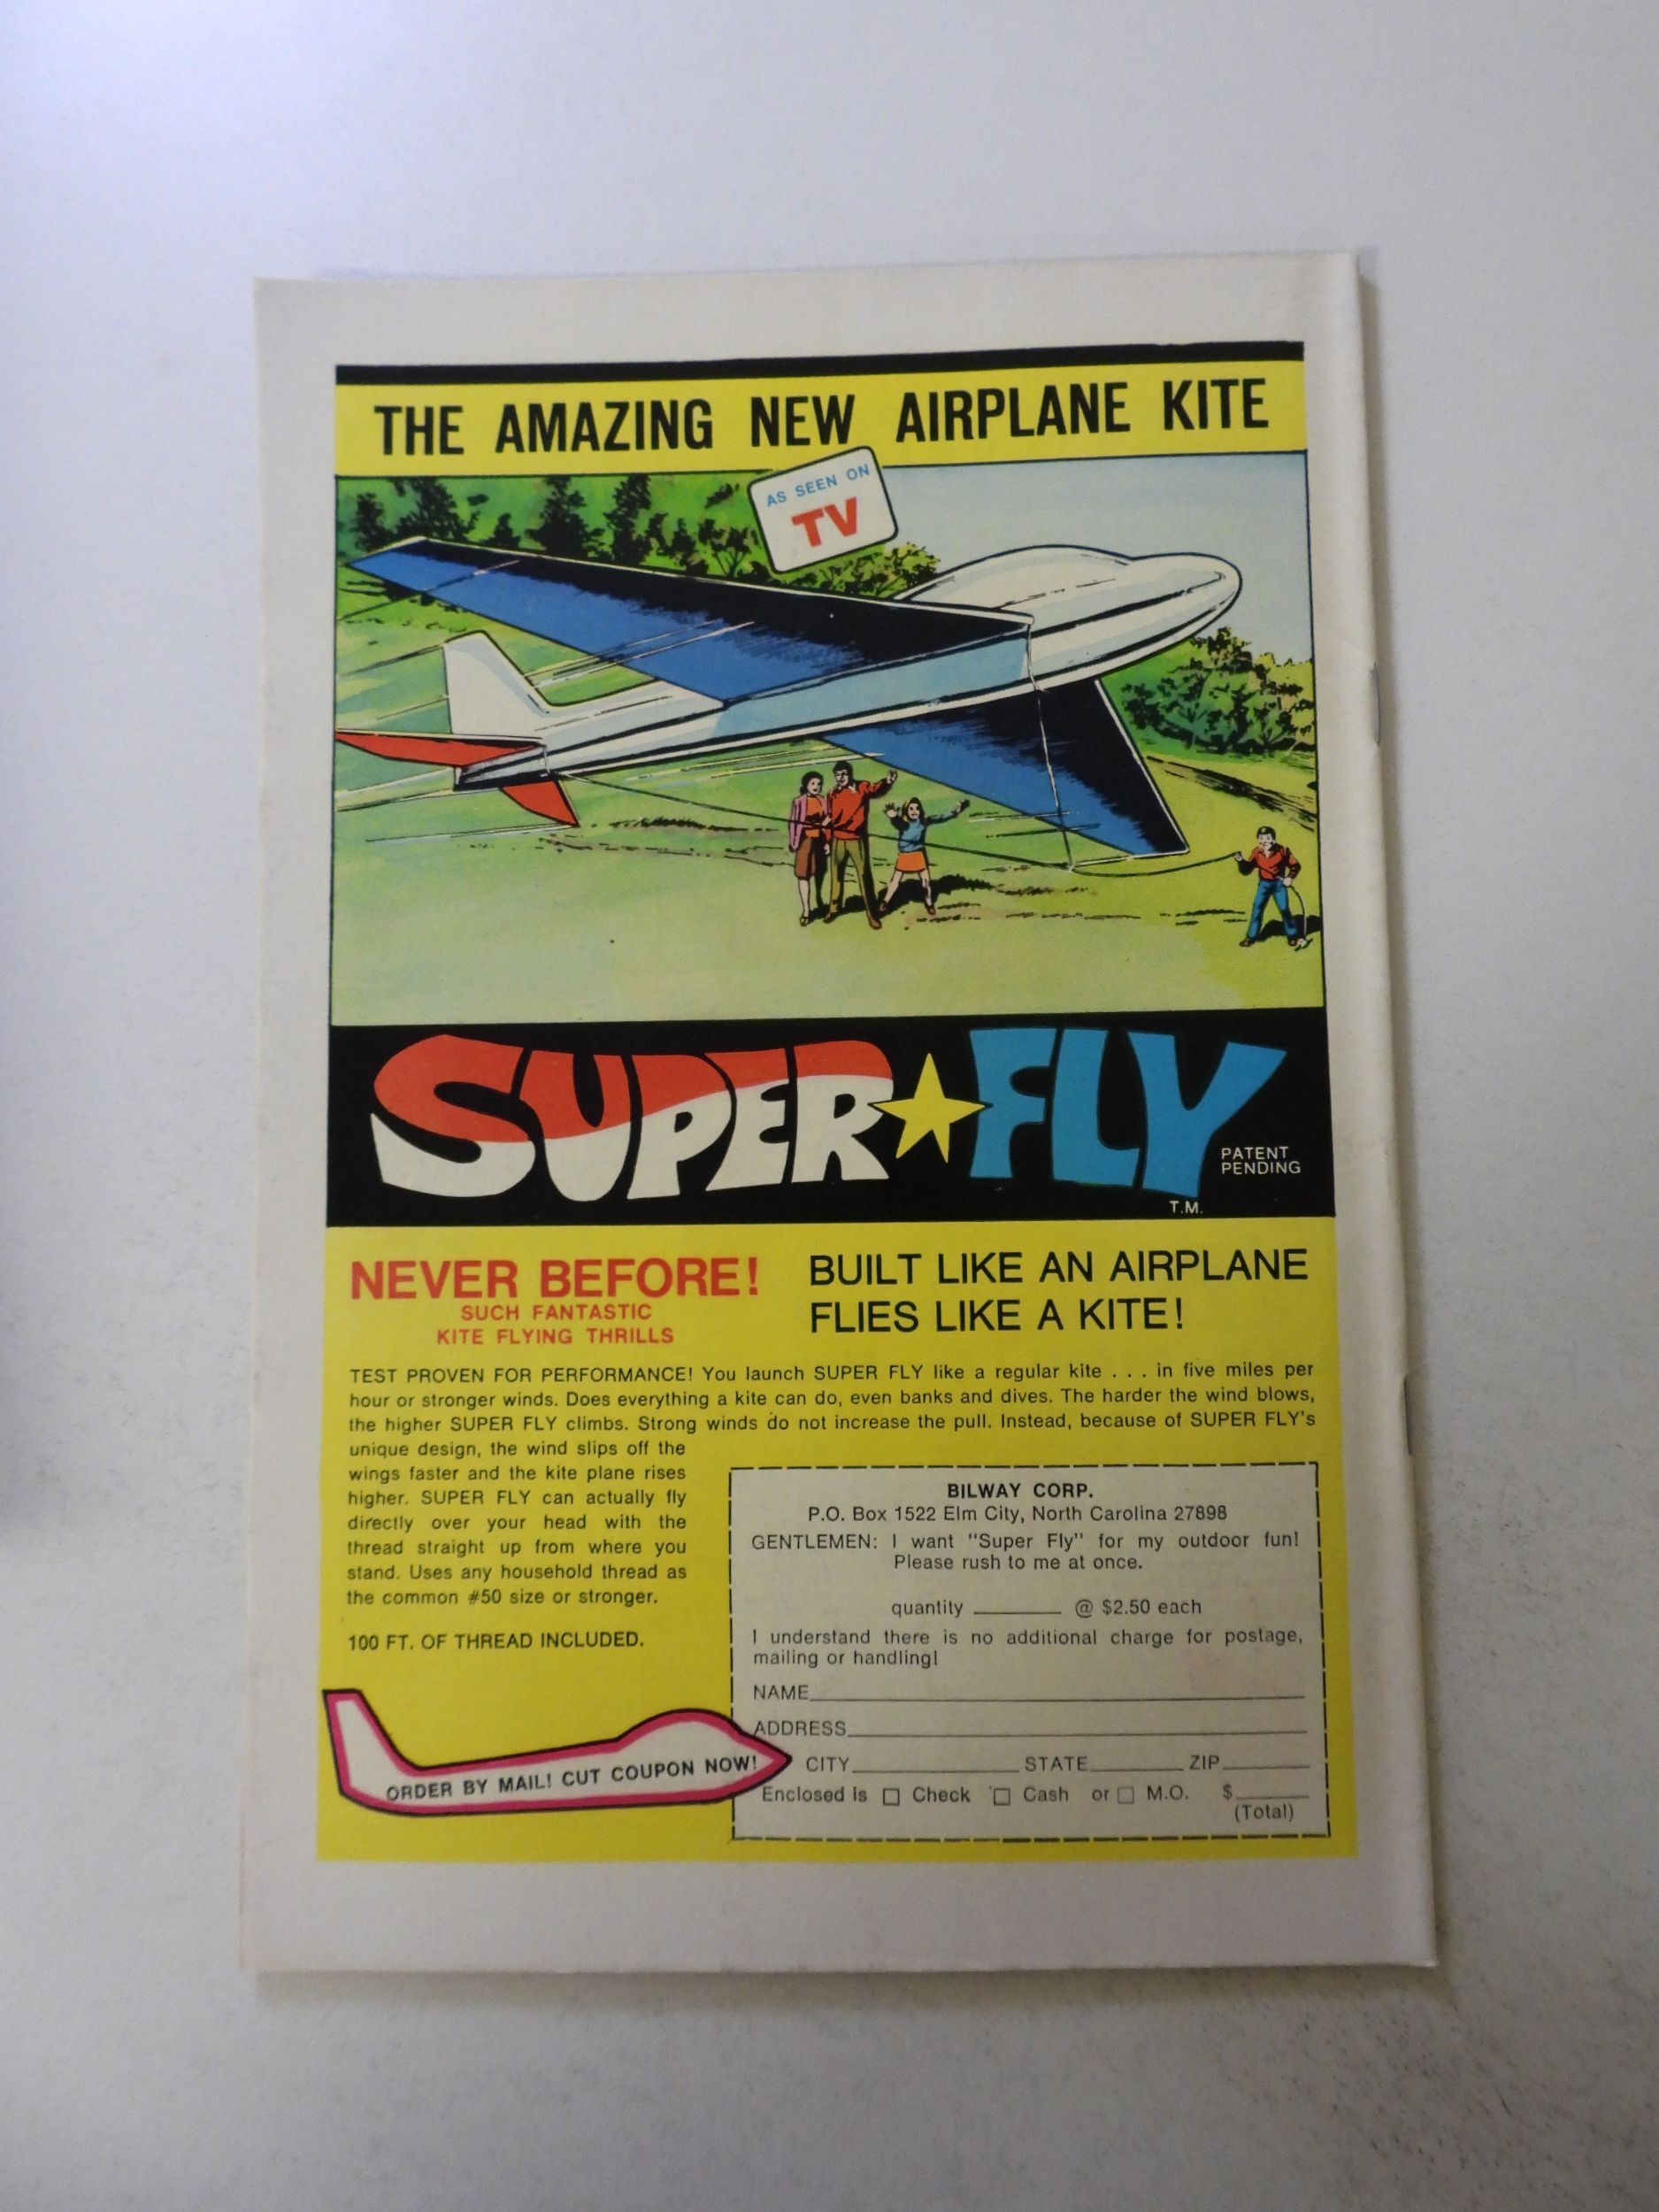 THE AMAZING NEW AIRPLANE KITE
AS SEEN ON
TV
SUPER FLY
PATENT
PENDING
T.M.
NEVER BEFORE!
SUCH FANTASTIC
KITE FLYING THRILLS
BUILT LIKE AN AIRPLANE
FLIES LIKE A KITE!
TEST PROVEN FOR PERFORMANCE! You launch SUPER FLY like a regular kite . . . in five miles per
hour or stronger winds. Does everything a kite can do, even banks and dives. The harder the wind blows,
the higher SUPER FLY climbs. Strong winds do not increase the pull. Instead, because of SUPER FLY's
unique design, the wind slips off the
wings faster and the kite plane rises
higher. SUPER FLY can actually fly
directly over your head with the
thread straight up from where you
stand. Uses any household thread as
the common #50 size or stronger.
100 FT. OF THREAD INCLUDED.
ORDER BY MAIL! CUT COUPON NOW!
BILWAY CORP.
P.O. Box 1522 Elm City, North Carolina 27898
GENTLEMEN: I want "Super Fly" for my outdoor fun!
Please rush to me at once.
quantity ________ @ $2.50 each
I understand there is no additional charge for postage,
mailing or handling!
NAME________
ADDRESS________
CITY________ STATE________ ZIP________
Enclosed is □ Check □ Cash or □ M.O. $________
(Total)